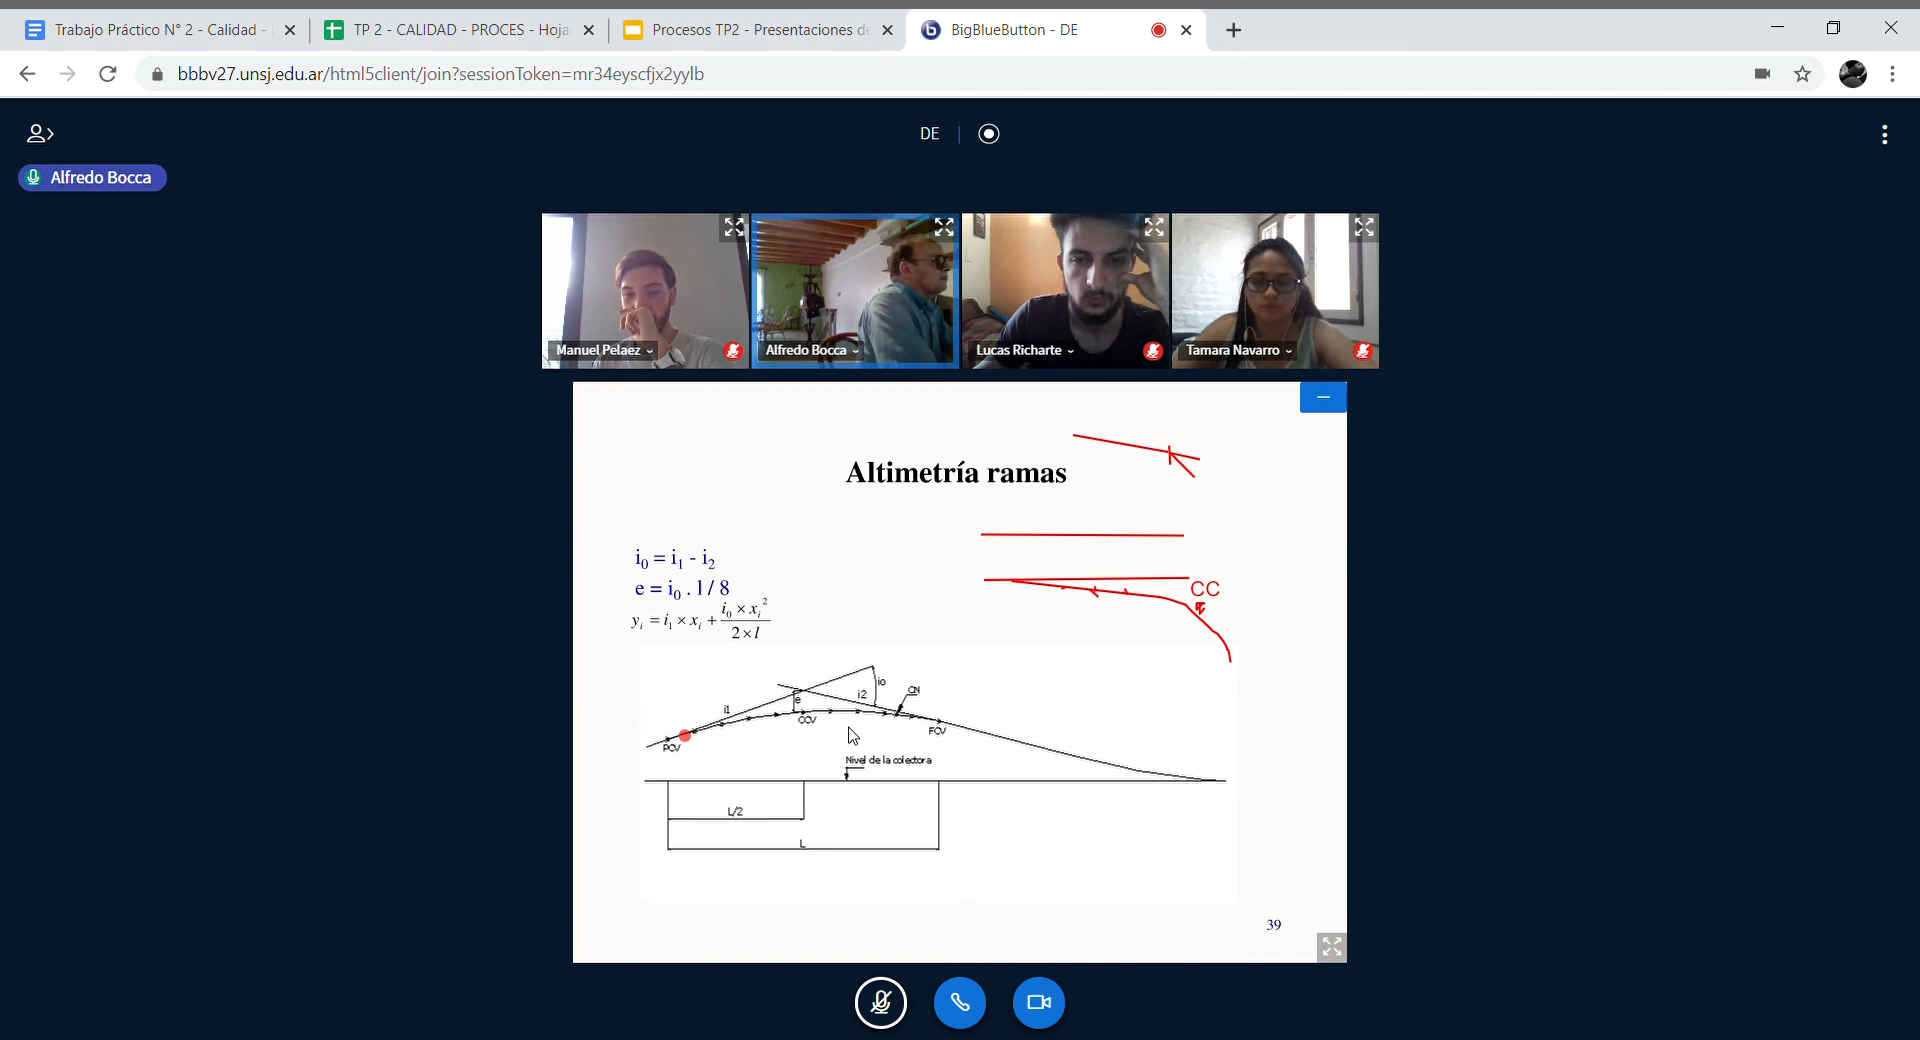 Trabajo Práctico N° 2 - Calidad -
TP 2 - CALIDAD - PROCES - Hoja
Procesos TP2 - Presentaciones de
BigBlueButton - DE
bbbv27.unsj.edu.ar/html5client/join?sessionToken=mr34eyscfjx2yylb
DE
Alfredo Bocca
Manuel Pelaez
Alfredo Bocca
Lucas Richarte
Tamara Navarro
Altimetría ramas
i₀ = i₁ - i₂
e = i₀ . l / 8
yᵢ = i₁ × xᵢ + i₀ × xᵢ² / 2 × l
CC
i0
i2
CN
e
i1
CCV
PCV
FCV
Nivel de la colectora
L/2
L
39